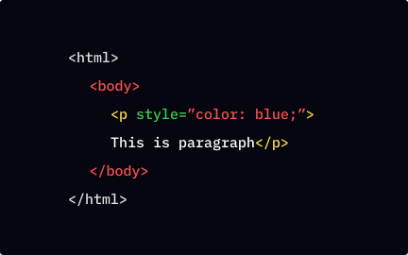 <html>
<body>
<p style=”color: blue;”>
This is paragraph</p>
</body>
</html>